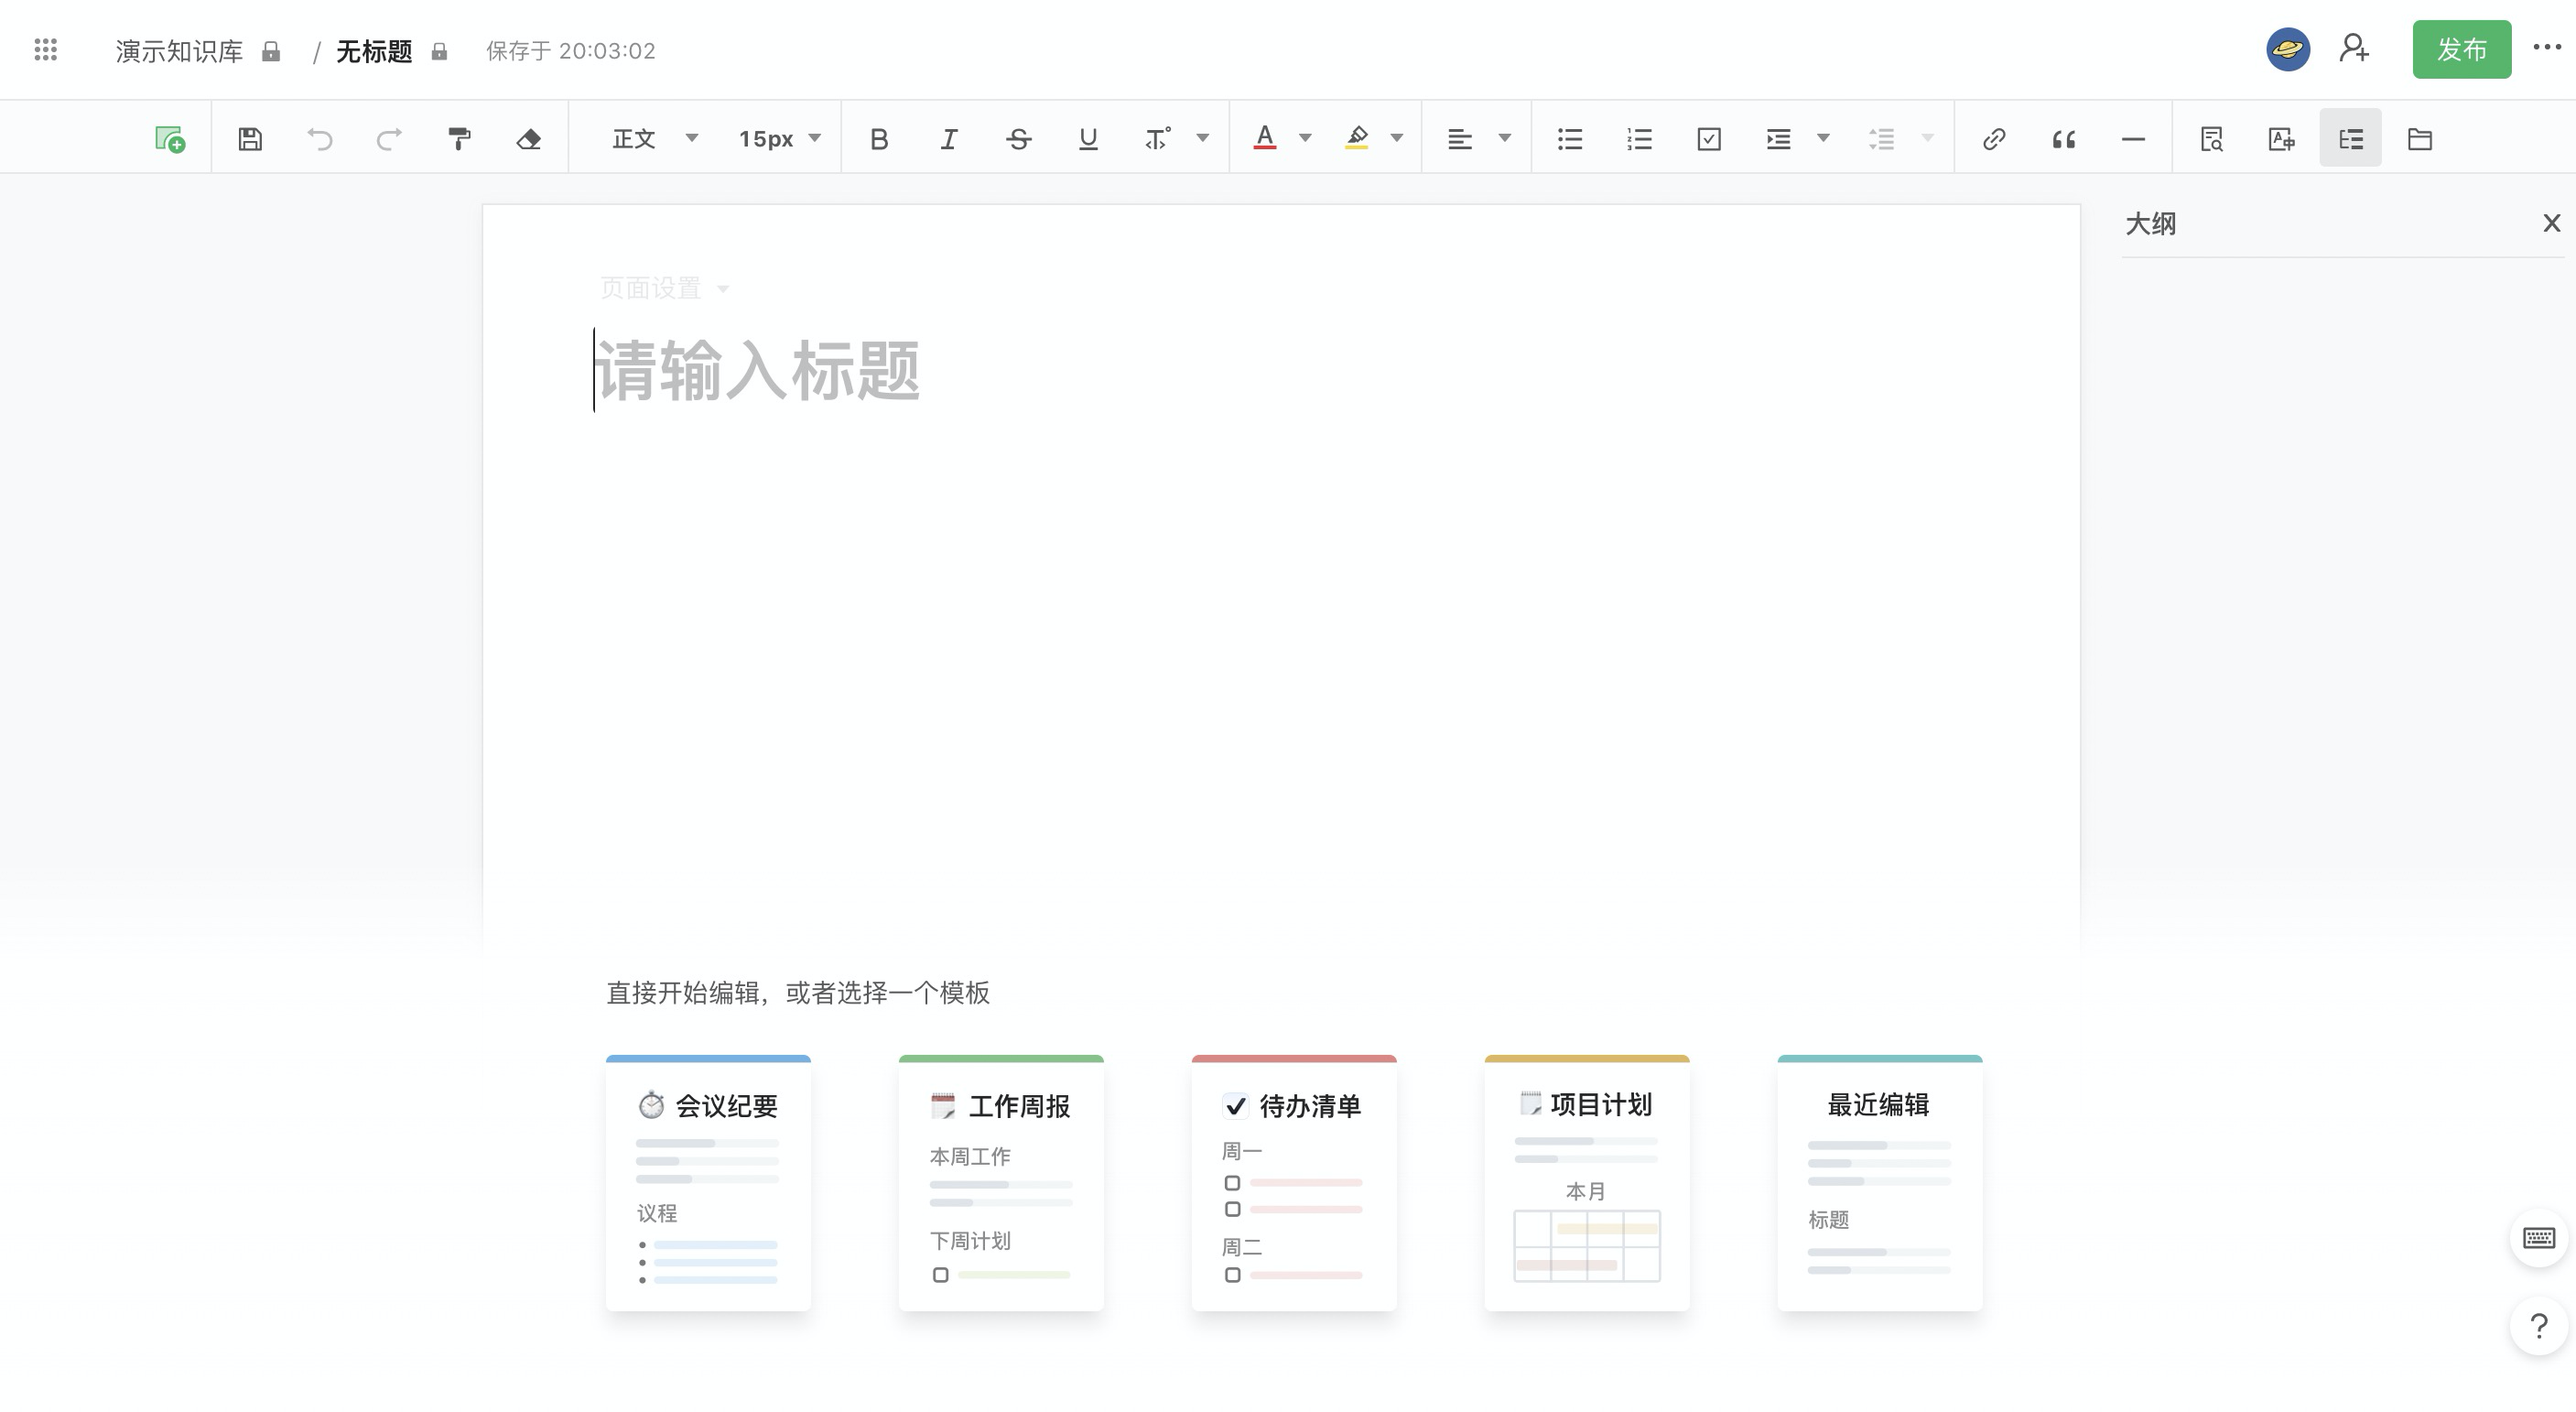 演示知识库 / 无标题 保存于 20:03:02
发布
正文 15px
大纲
页面设置
请输入标题
直接开始编辑，或者选择一个模板
会议纪要
议程
工作周报
本周工作
下周计划
待办清单
周一
周二
项目计划
本月
最近编辑
标题